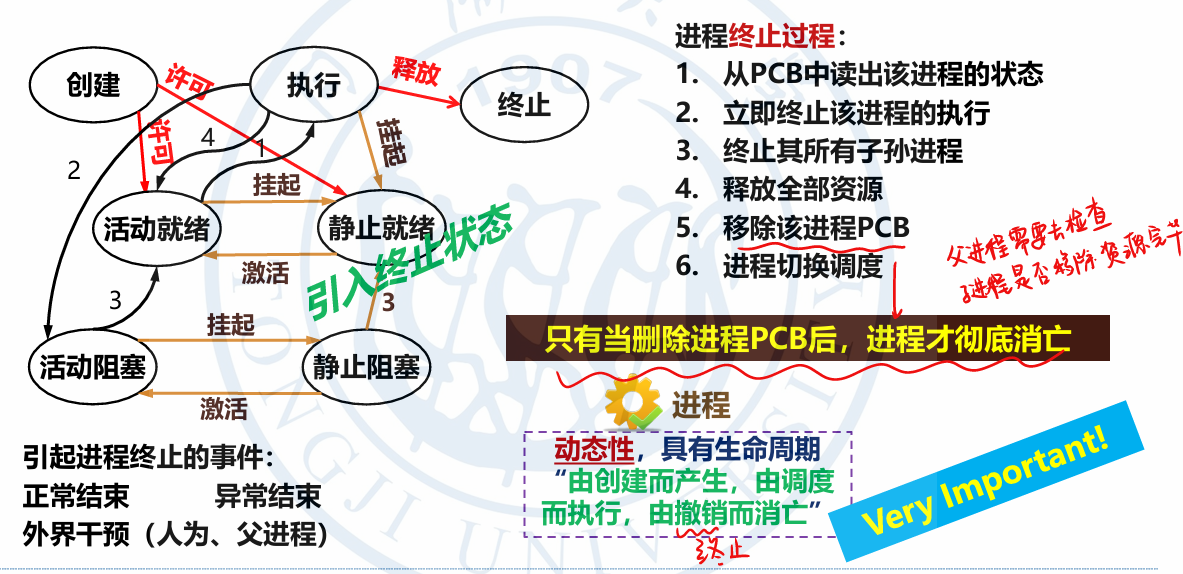 创建
执行
终止
许可
许可
释放
挂起
4
1
2
挂起
活动就绪
静止就绪
激活
引入终止状态
3
3
挂起
活动阻塞
静止阻塞
激活
引起进程终止的事件：
正常结束 异常结束
外界干预（人为、父进程）
进程终止过程：
1. 从PCB中读出该进程的状态
2. 立即终止该进程的执行
3. 终止其所有子孙进程
4. 释放全部资源
5. 移除该进程PCB
6. 进程切换调度
父进程需要去检查
子进程是否移除资源完毕
只有当删除进程PCB后，进程才彻底消亡
进程
动态性，具有生命周期
“由创建而产生，由调度
而执行，由撤销而消亡”
终止
Very Important!
1907
TONGJI UNIVERSITY